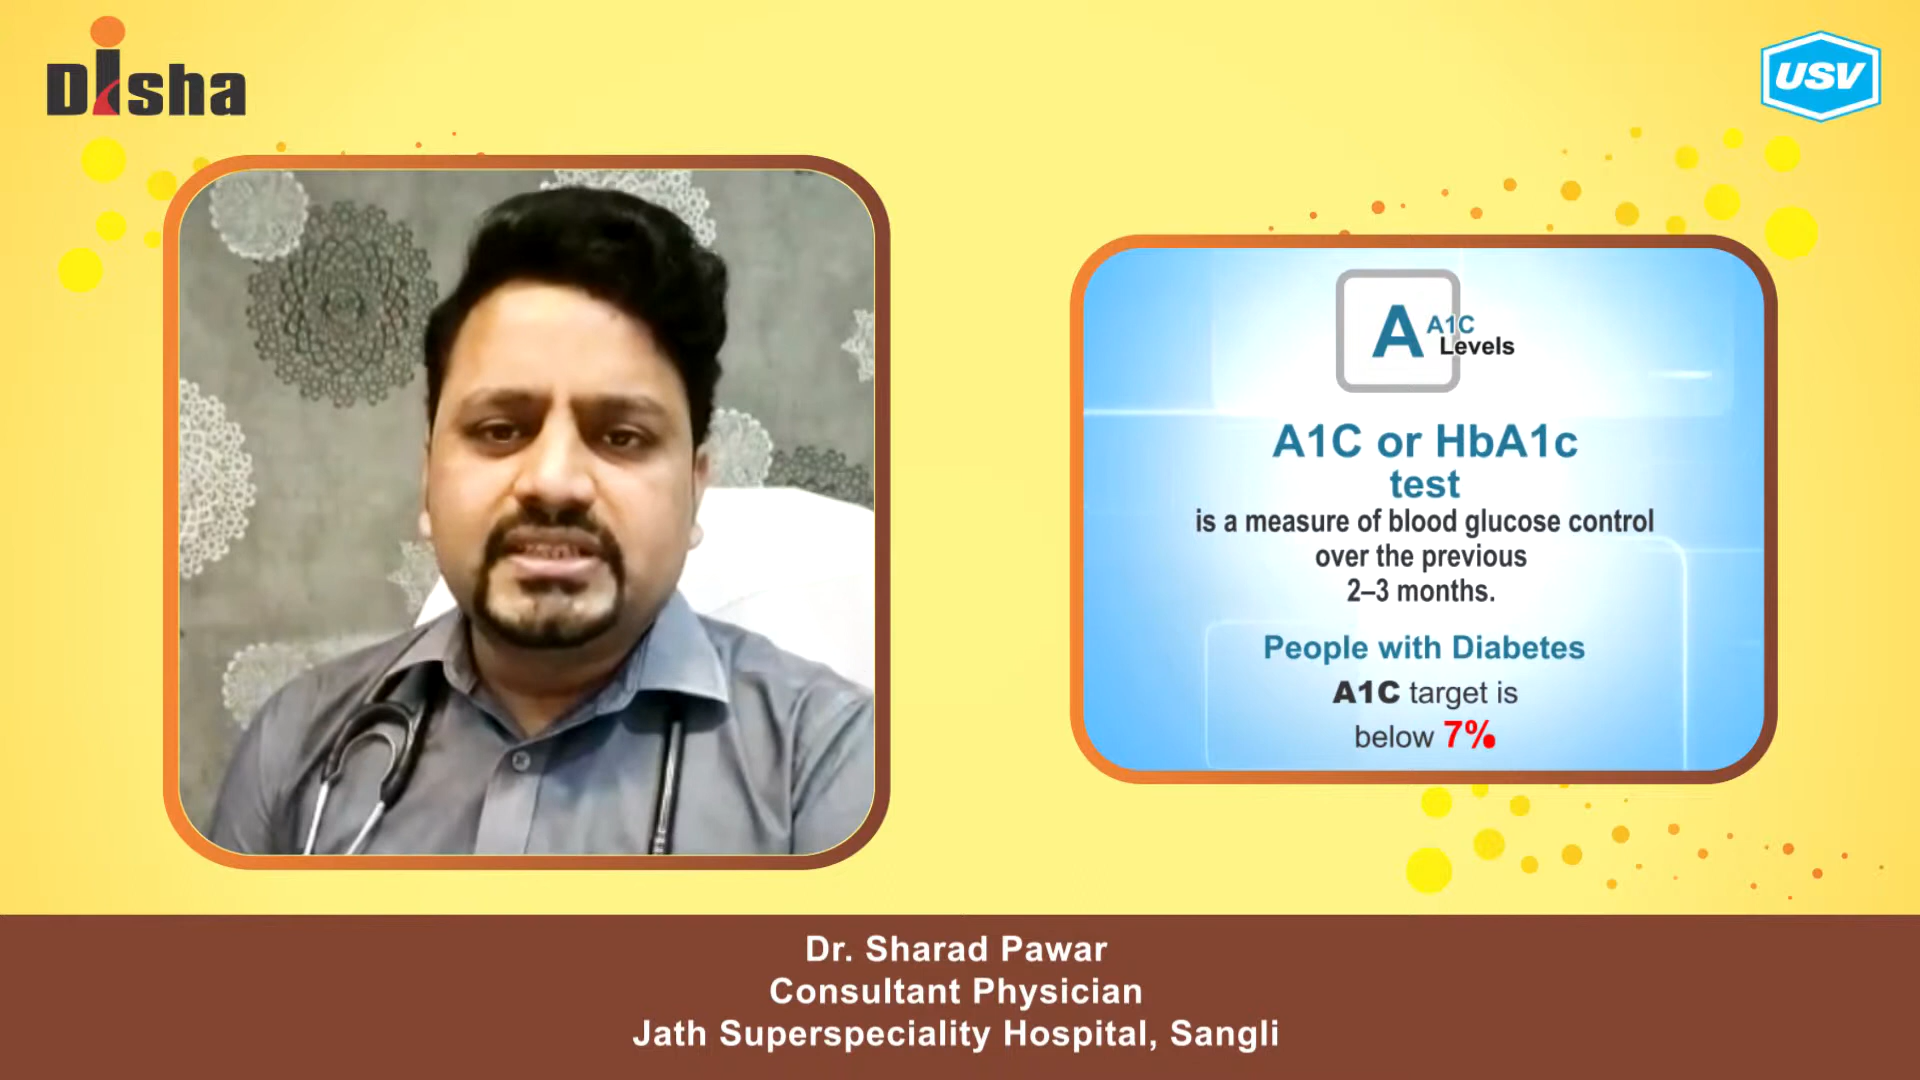 Disha
USV
A
A1C
Levels
A1C or HbA1c
test
is a measure of blood glucose control
over the previous
2–3 months.
People with Diabetes
A1C target is
below 7%
Dr. Sharad Pawar
Consultant Physician
Jath Superspeciality Hospital, Sangli